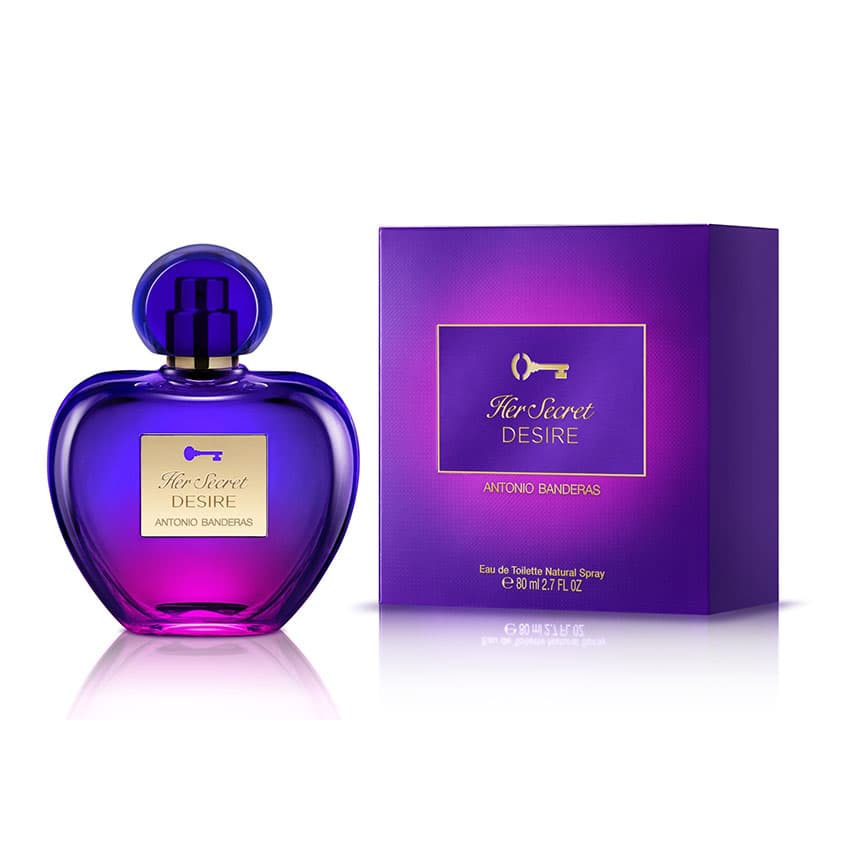 Her Secret
DESIRE
ANTONIO BANDERAS
Her Secret
DESIRE
ANTONIO BANDERAS
Eau de Toilette Natural Spray
℮ 80 ml 2.7 FL OZ